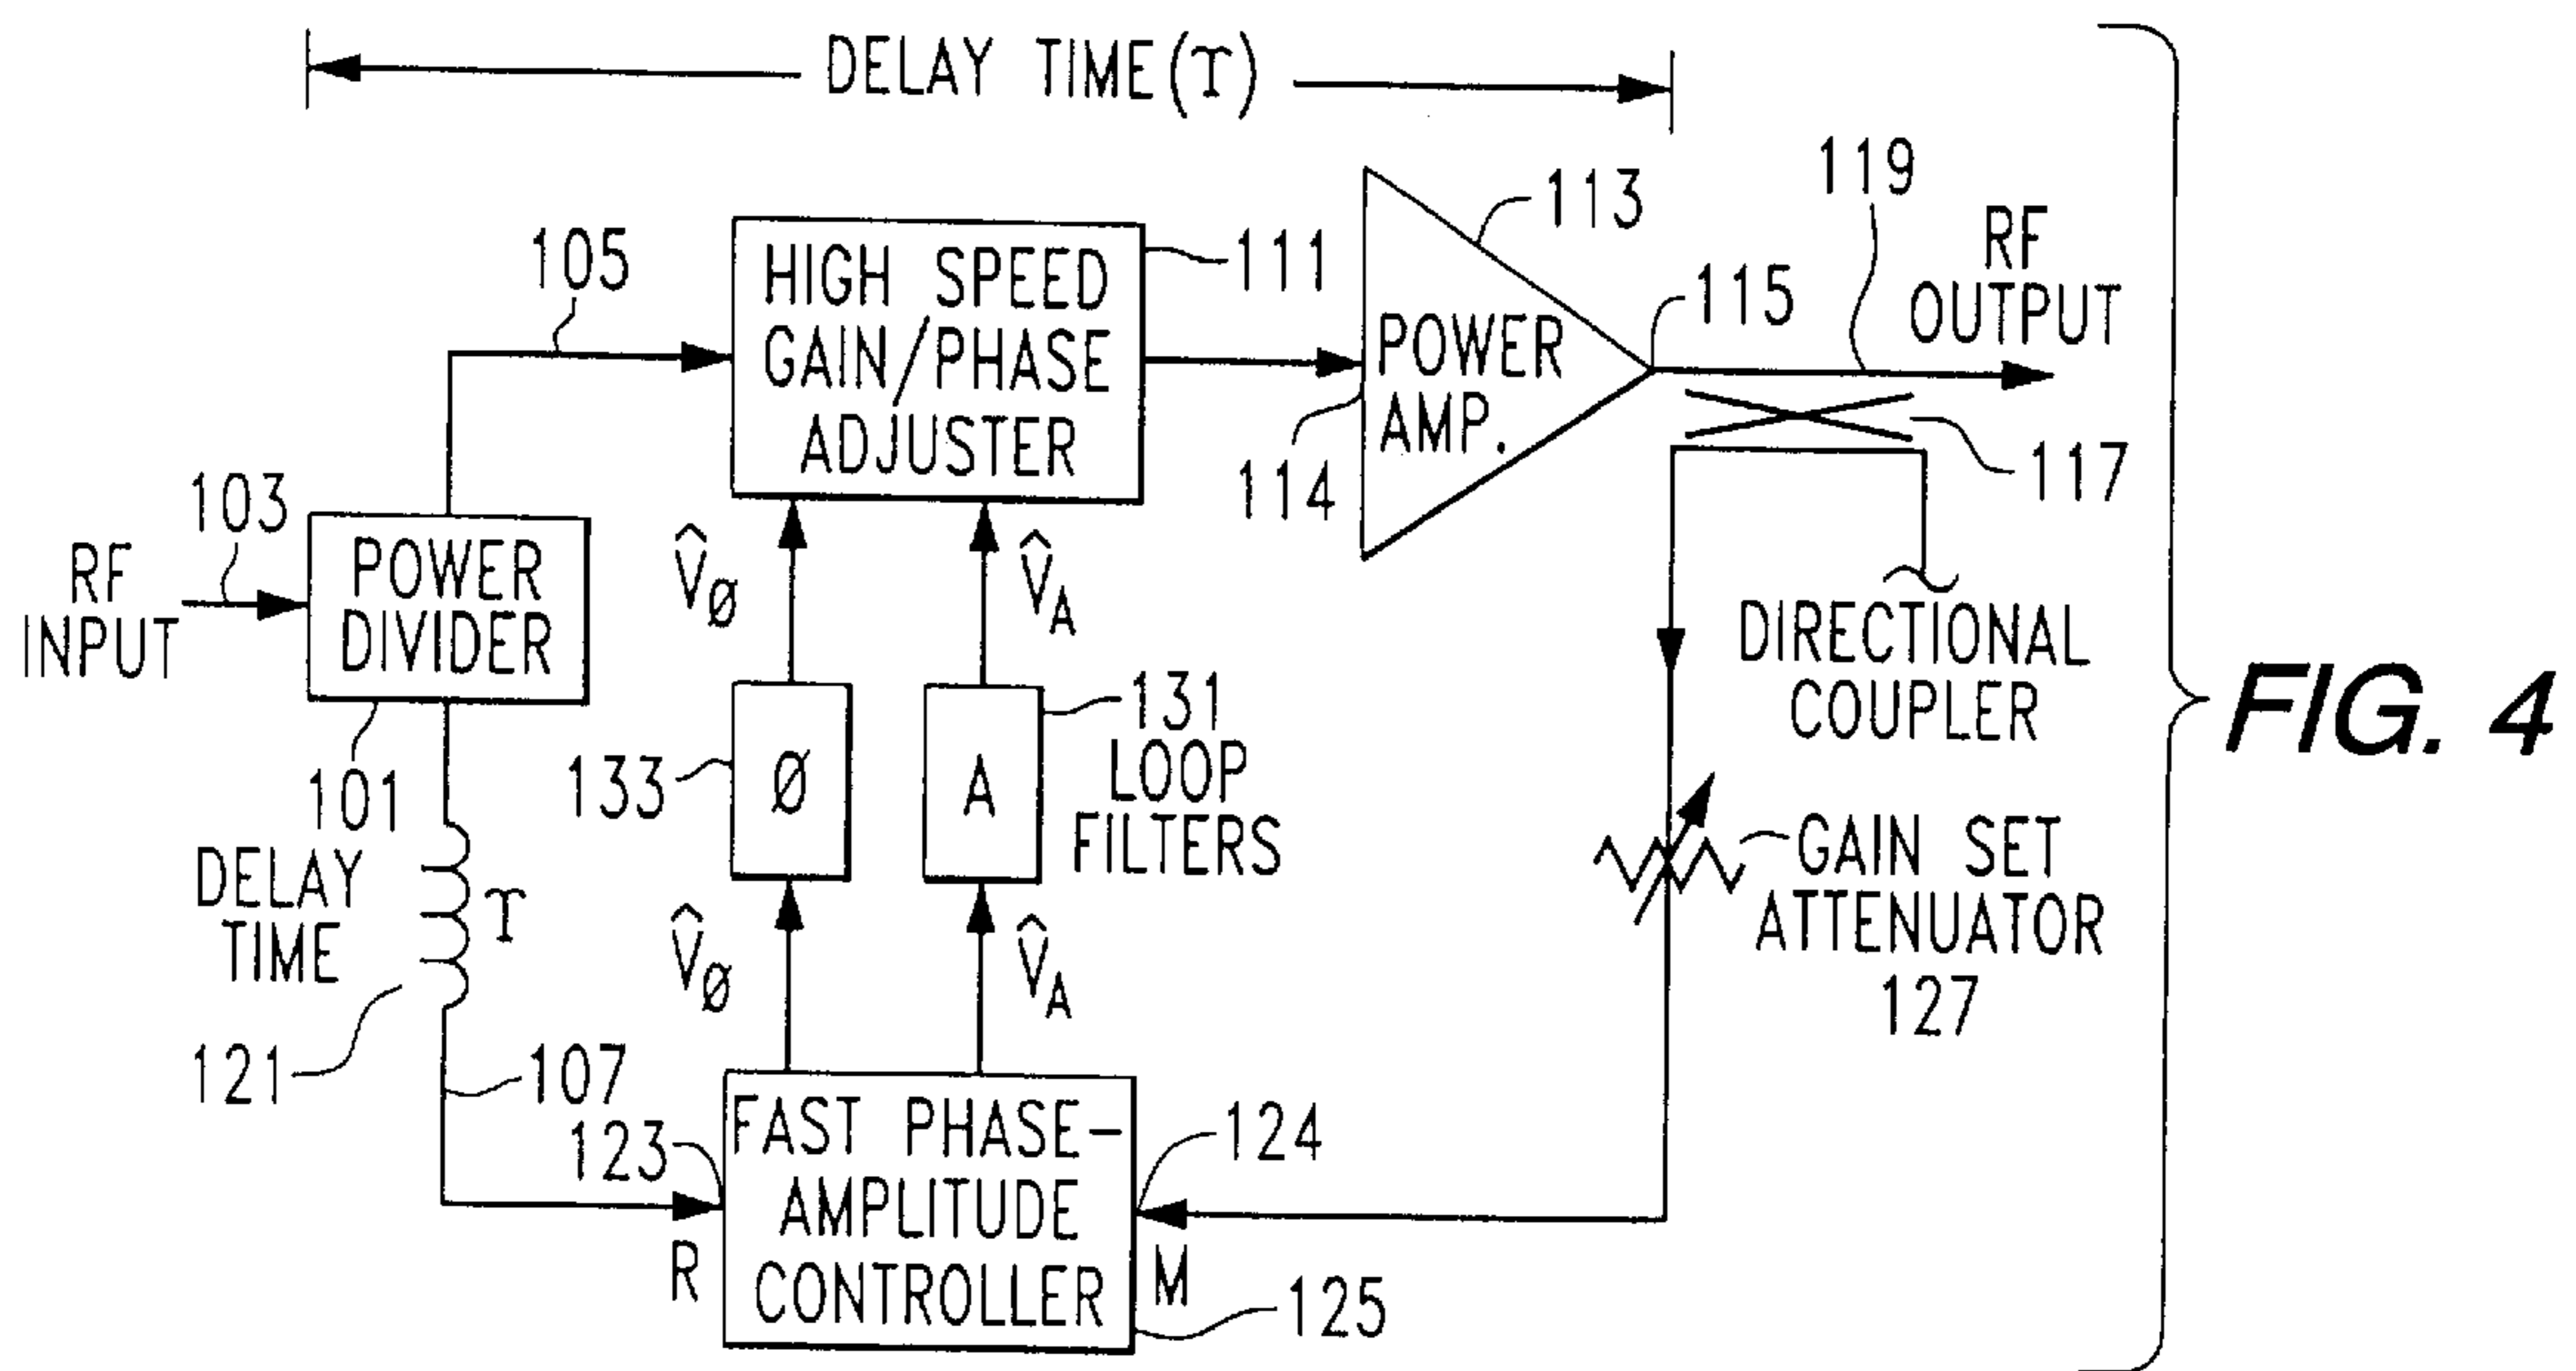 DELAY TIME (τ)
119
113
RF
OUTPUT
105
HIGH SPEED
GAIN/PHASE
ADJUSTER
111
115
POWER
AMP.
114
117
103
RF
INPUT
POWER
DIVIDER
101
V̂Ø
V̂A
DIRECTIONAL
COUPLER
FIG. 4
133
Ø
A
131
LOOP
FILTERS
DELAY
TIME
τ
121
GAIN SET
ATTENUATOR
127
V̂Ø
V̂A
107
123
FAST PHASE-
AMPLITUDE
CONTROLLER
124
R
M
125